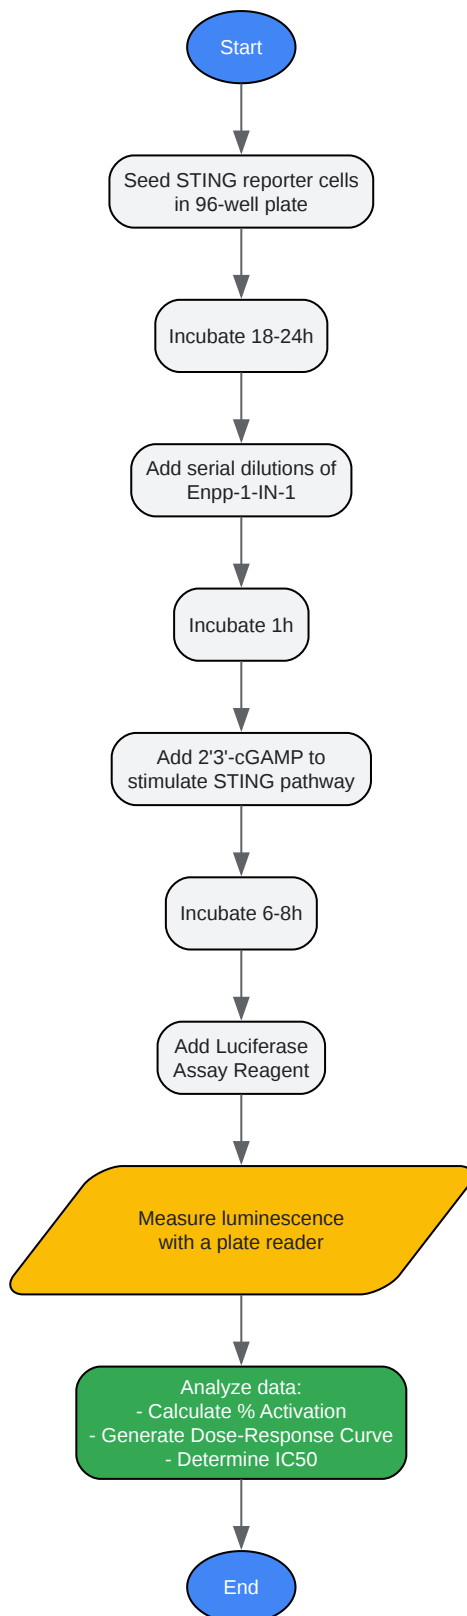 Start
Seed STING reporter cells
in 96-well plate
Incubate 18-24h
Add serial dilutions of
Enpp-1-IN-1
Incubate 1h
Add 2'3'-cGAMP to
stimulate STING pathway
Incubate 6-8h
Add Luciferase
Assay Reagent
Measure luminescence
with a plate reader
Analyze data:
- Calculate % Activation
- Generate Dose-Response Curve
- Determine IC50
End